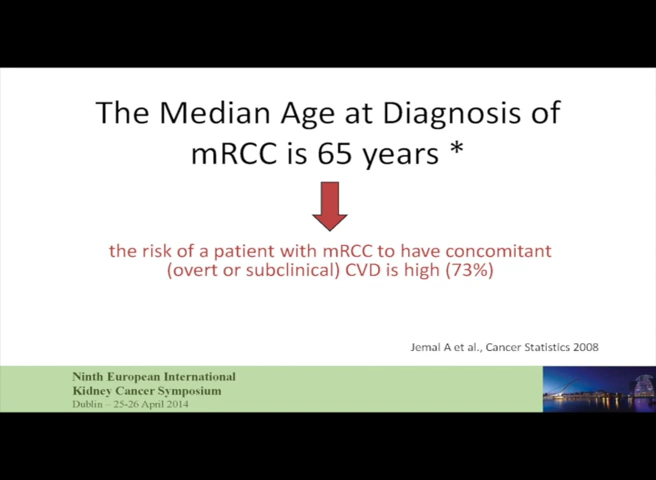 The Median Age at Diagnosis of
mRCC is 65 years *
the risk of a patient with mRCC to have concomitant
(overt or subclinical) CVD is high (73%)
Jemal A et al., Cancer Statistics 2008
Ninth European International
Kidney Cancer Symposium
Dublin – 25-26 April 2014